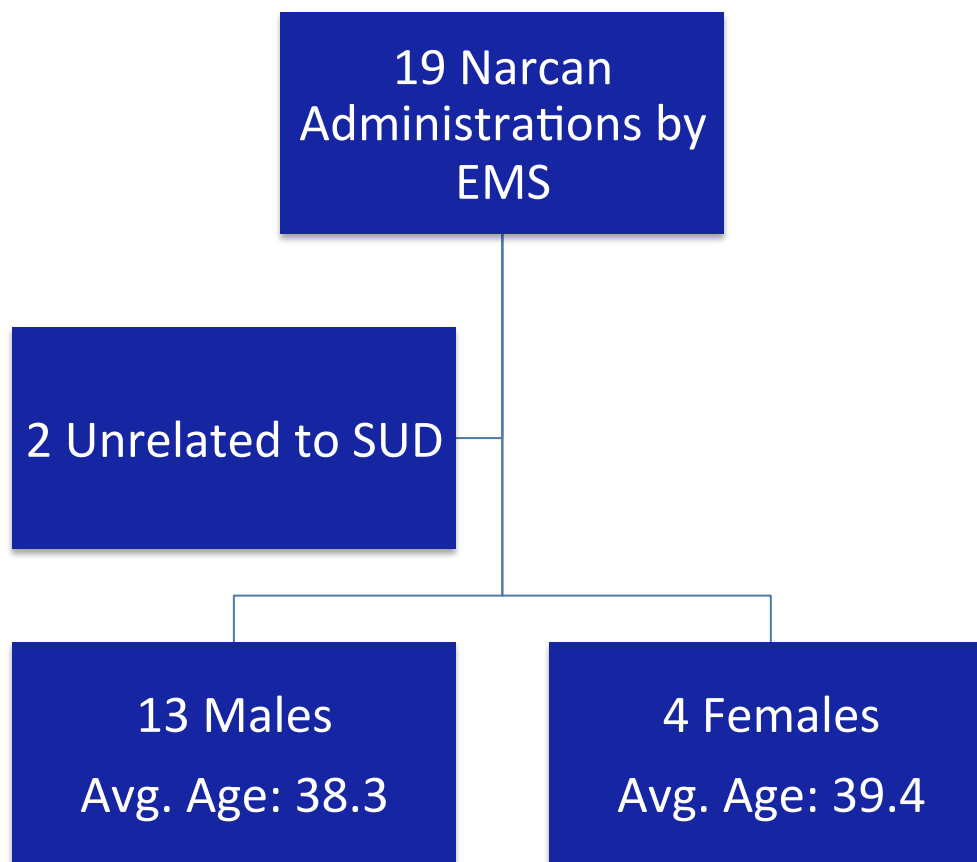 19 Narcan
Administrations by
EMS
2 Unrelated to SUD
13 Males
Avg. Age: 38.3
4 Females
Avg. Age: 39.4